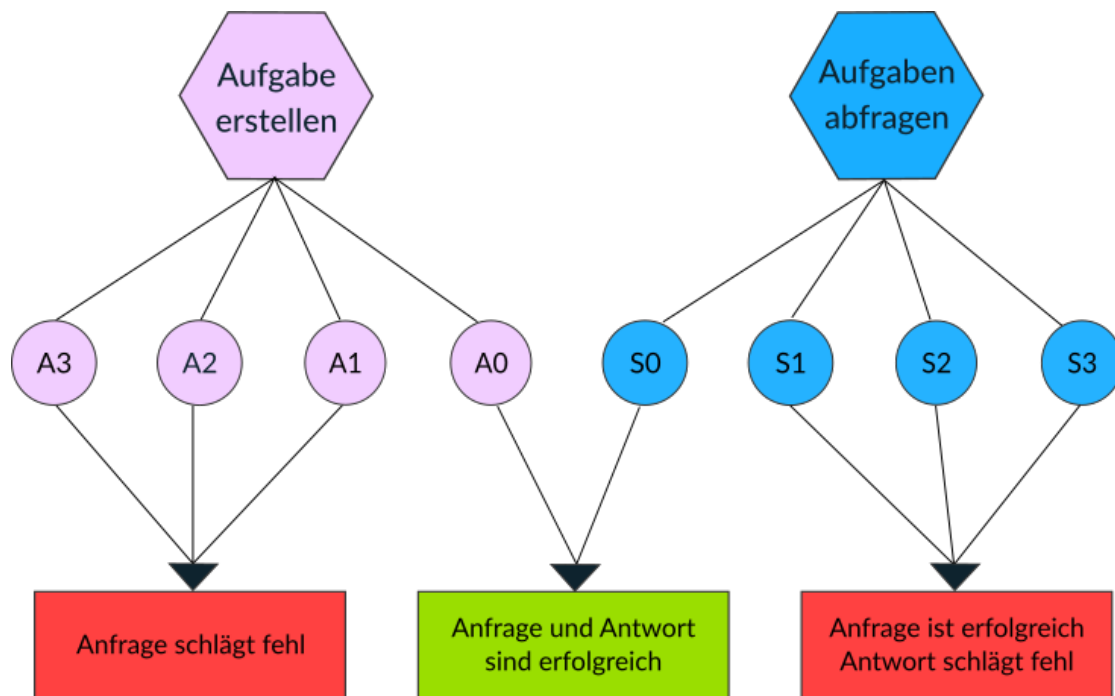 Aufgabe
erstellen
Aufgaben
abfragen
A3
A2
A1
A0
S0
S1
S2
S3
Anfrage schlägt fehl
Anfrage und Antwort
sind erfolgreich
Anfrage ist erfolgreich
Antwort schlägt fehl